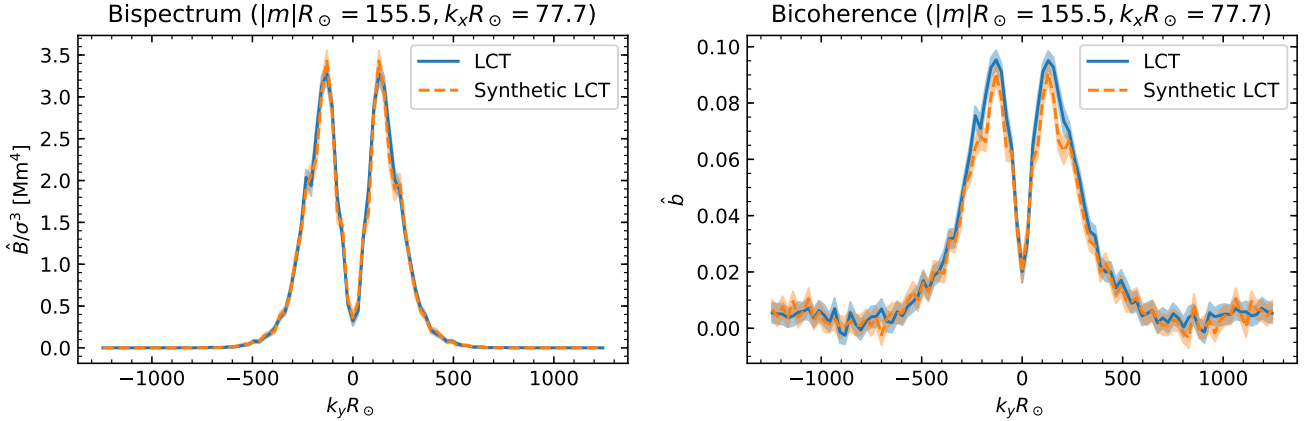 Bispectrum (|m|R☉ = 155.5, kₓR☉ = 77.7)
LCT
Synthetic LCT
B̂/σ³ [Mm⁴]
3.5
3.0
2.5
2.0
1.5
1.0
0.5
0.0
−1000 −500 0 500 1000
k_yR☉
Bicoherence (|m|R☉ = 155.5, kₓR☉ = 77.7)
LCT
Synthetic LCT
b̂
0.10
0.08
0.06
0.04
0.02
0.00
−1000 −500 0 500 1000
k_yR☉